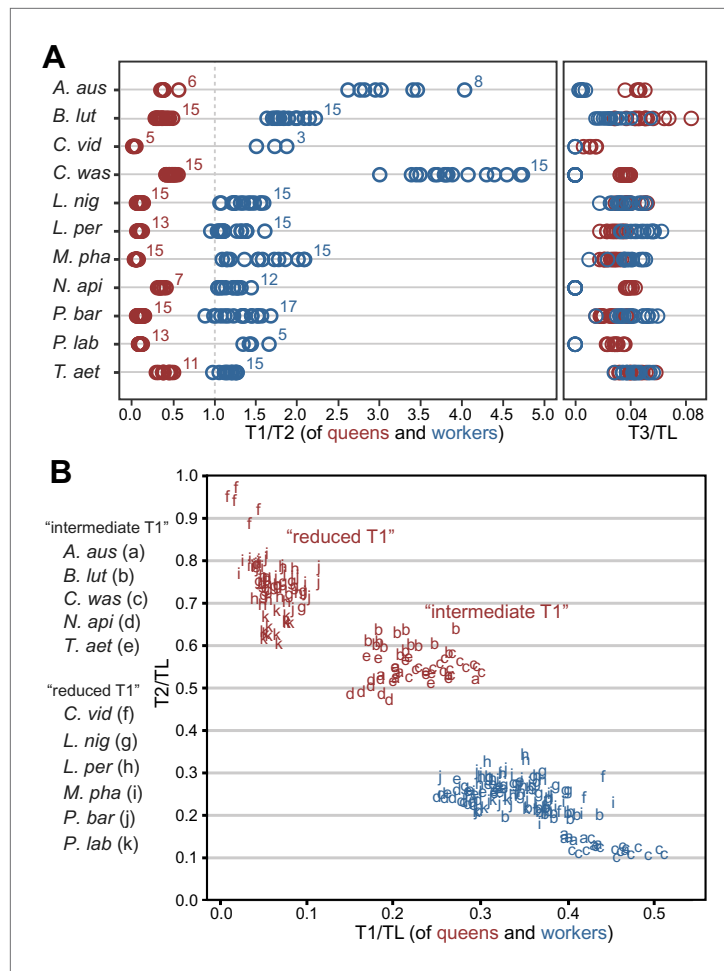 A
A. aus 6 8
B. lut 15 15
C. vid 5 3
C. was 15 15
L. nig 15 15
L. per 13 15
M. pha 15 15
N. api 7 12
P. bar 15 17
P. lab 13 5
T. aet 11 15
0.0 0.5 1.0 1.5 2.0 2.5 3.0 3.5 4.0 4.5 5.0
T1/T2 (of queens and workers)
0.0 0.04 0.08
T3/TL
B
"intermediate T1"
A. aus (a)
B. lut (b)
C. was (c)
N. api (d)
T. aet (e)
"reduced T1"
C. vid (f)
L. nig (g)
L. per (h)
M. pha (i)
P. bar (j)
P. lab (k)
T2/TL
1.0
0.9
0.8
0.7
0.6
0.5
0.4
0.3
0.2
0.1
0.0
"reduced T1"
"intermediate T1"
0.0 0.1 0.2 0.3 0.4 0.5
T1/TL (of queens and workers)